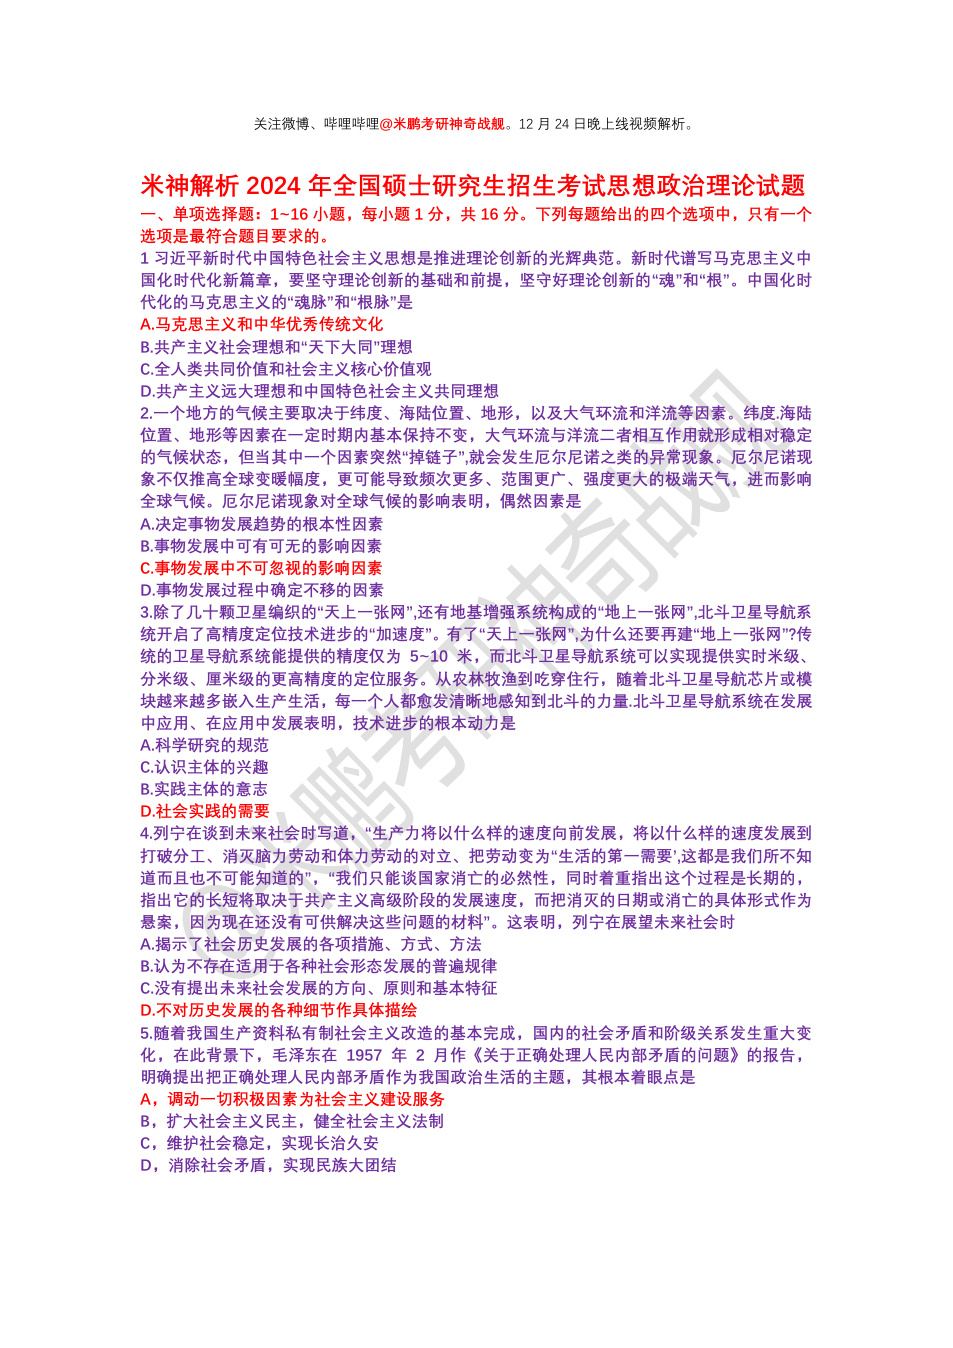 关注微博、哔哩哔哩@米鹏考研神奇战舰。12月24日晚上线视频解析。
米神解析2024年全国硕士研究生招生考试思想政治理论试题
一、单项选择题：1~16小题，每小题1分，共16分。下列每题给出的四个选项中，只有一个
选项是最符合题目要求的。
1 习近平新时代中国特色社会主义思想是推进理论创新的光辉典范。新时代谱写马克思主义中
国化时代化新篇章，要坚守理论创新的基础和前提，坚守好理论创新的“魂”和“根”。中国化时
代化的马克思主义的“魂脉”和“根脉”是
A.马克思主义和中华优秀传统文化
B.共产主义社会理想和“天下大同”理想
C.全人类共同价值和社会主义核心价值观
D.共产主义远大理想和中国特色社会主义共同理想
2.一个地方的气候主要取决于纬度、海陆位置、地形，以及大气环流和洋流等因素。纬度.海陆
位置、地形等因素在一定时期内基本保持不变，大气环流与洋流二者相互作用就形成相对稳定
的气候状态，但当其中一个因素突然“掉链子”,就会发生厄尔尼诺之类的异常现象。厄尔尼诺现
象不仅推高全球变暖幅度，更可能导致频次更多、范围更广、强度更大的极端天气，进而影响
全球气候。厄尔尼诺现象对全球气候的影响表明，偶然因素是
A.决定事物发展趋势的根本性因素
B.事物发展中可有可无的影响因素
C.事物发展中不可忽视的影响因素
D.事物发展过程中确定不移的因素
3.除了几十颗卫星编织的“天上一张网”,还有地基增强系统构成的“地上一张网”,北斗卫星导航系
统开启了高精度定位技术进步的“加速度”。有了“天上一张网”,为什么还要再建“地上一张网”?传
统的卫星导航系统能提供的精度仅为 5~10 米，而北斗卫星导航系统可以实现提供实时米级、
分米级、厘米级的更高精度的定位服务。从农林牧渔到吃穿住行，随着北斗卫星导航芯片或模
块越来越多嵌入生产生活，每一个人都愈发清晰地感知到北斗的力量.北斗卫星导航系统在发展
中应用、在应用中发展表明，技术进步的根本动力是
A.科学研究的规范
C.认识主体的兴趣
B.实践主体的意志
D.社会实践的需要
4.列宁在谈到未来社会时写道，“生产力将以什么样的速度向前发展，将以什么样的速度发展到
打破分工、消灭脑力劳动和体力劳动的对立、把劳动变为“生活的第一需要’,这都是我们所不知
道而且也不可能知道的”，“我们只能谈国家消亡的必然性，同时着重指出这个过程是长期的，
指出它的长短将取决于共产主义高级阶段的发展速度，而把消灭的日期或消亡的具体形式作为
悬案，因为现在还没有可供解决这些问题的材料”。这表明，列宁在展望未来社会时
A.揭示了社会历史发展的各项措施、方式、方法
B.认为不存在适用于各种社会形态发展的普遍规律
C.没有提出未来社会发展的方向、原则和基本特征
D.不对历史发展的各种细节作具体描绘
5.随着我国生产资料私有制社会主义改造的基本完成，国内的社会矛盾和阶级关系发生重大变
化，在此背景下，毛泽东在 1957 年 2 月作《关于正确处理人民内部矛盾的问题》的报告，
明确提出把正确处理人民内部矛盾作为我国政治生活的主题，其根本着眼点是
A，调动一切积极因素为社会主义建设服务
B，扩大社会主义民主，健全社会主义法制
C，维护社会稳定，实现长治久安
D，消除社会矛盾，实现民族大团结
@米鹏考研神奇战舰